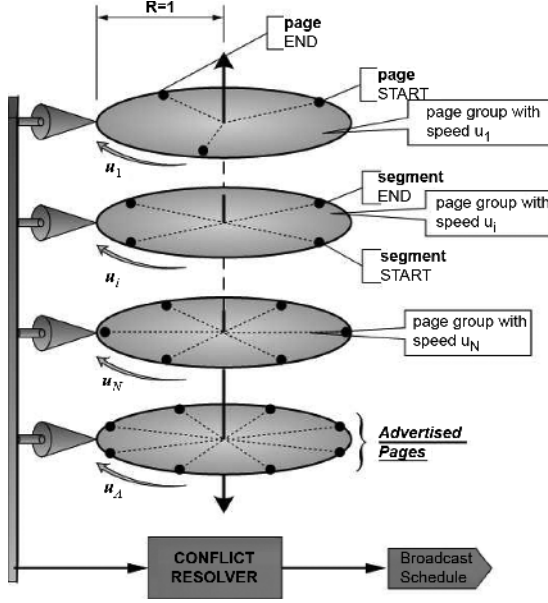 R=1
page
END
page
START
page group with
speed u1
u1
segment
END
page group with
speed ui
segment
START
ui
page group with
speed uN
uN
Advertised
Pages
uA
CONFLICT
RESOLVER
Broadcast
Schedule